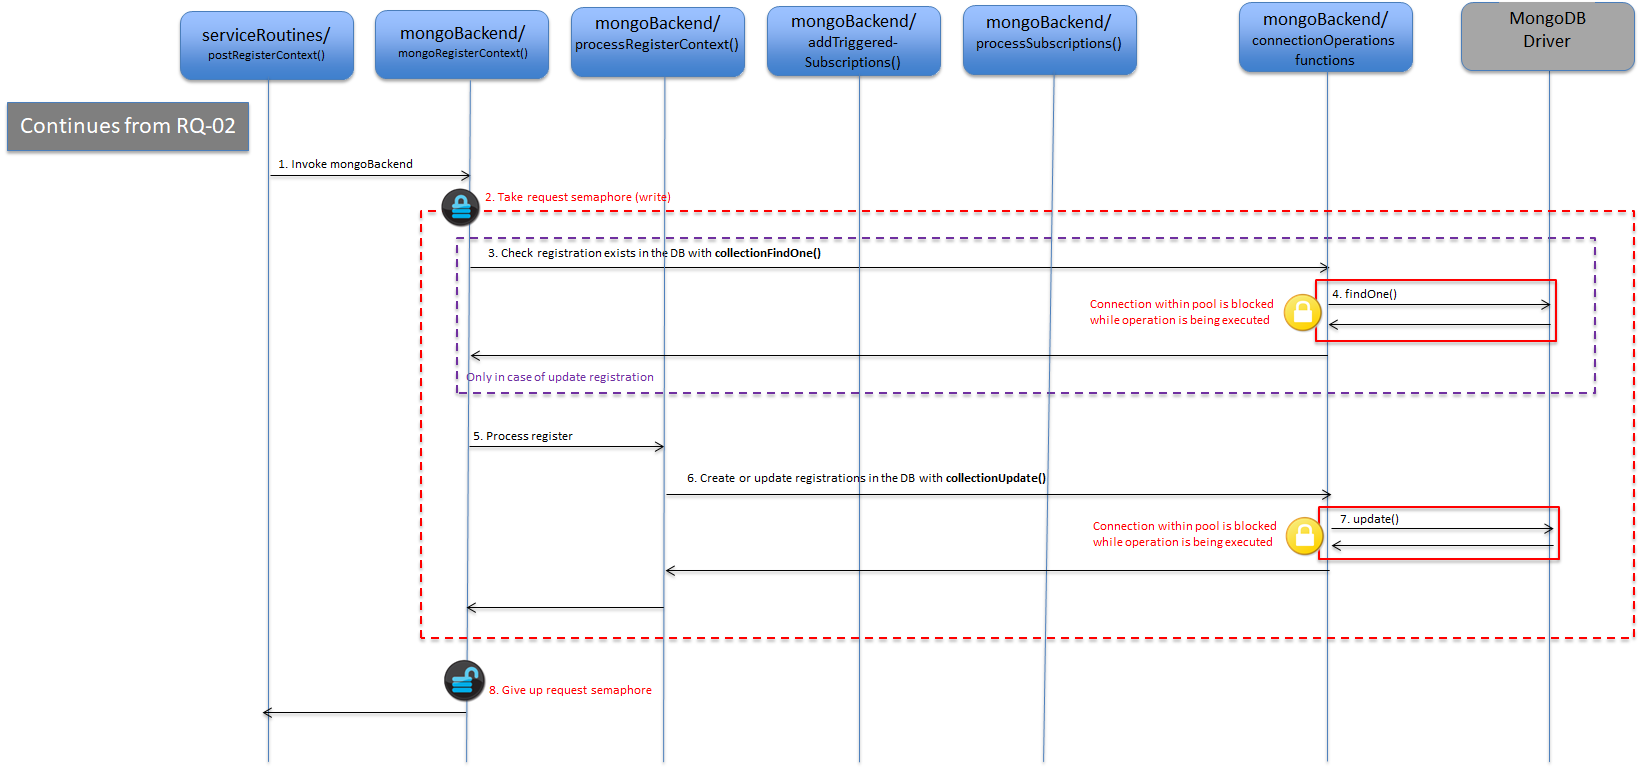 serviceRoutines/
postRegisterContext()
mongoBackend/
mongoRegisterContext()
mongoBackend/
processRegisterContext()
mongoBackend/
addTriggered-
Subscriptions()
mongoBackend/
processSubscriptions()
mongoBackend/
connectionOperations
functions
MongoDB
Driver
Continues from RQ-02
1. Invoke mongoBackend
2. Take request semaphore (write)
3. Check registration exists in the DB with collectionFindOne()
4. findOne()
Connection within pool is blocked
while operation is being executed
Only in case of update registration
5. Process register
6. Create or update registrations in the DB with collectionUpdate()
7. update()
Connection within pool is blocked
while operation is being executed
8. Give up request semaphore